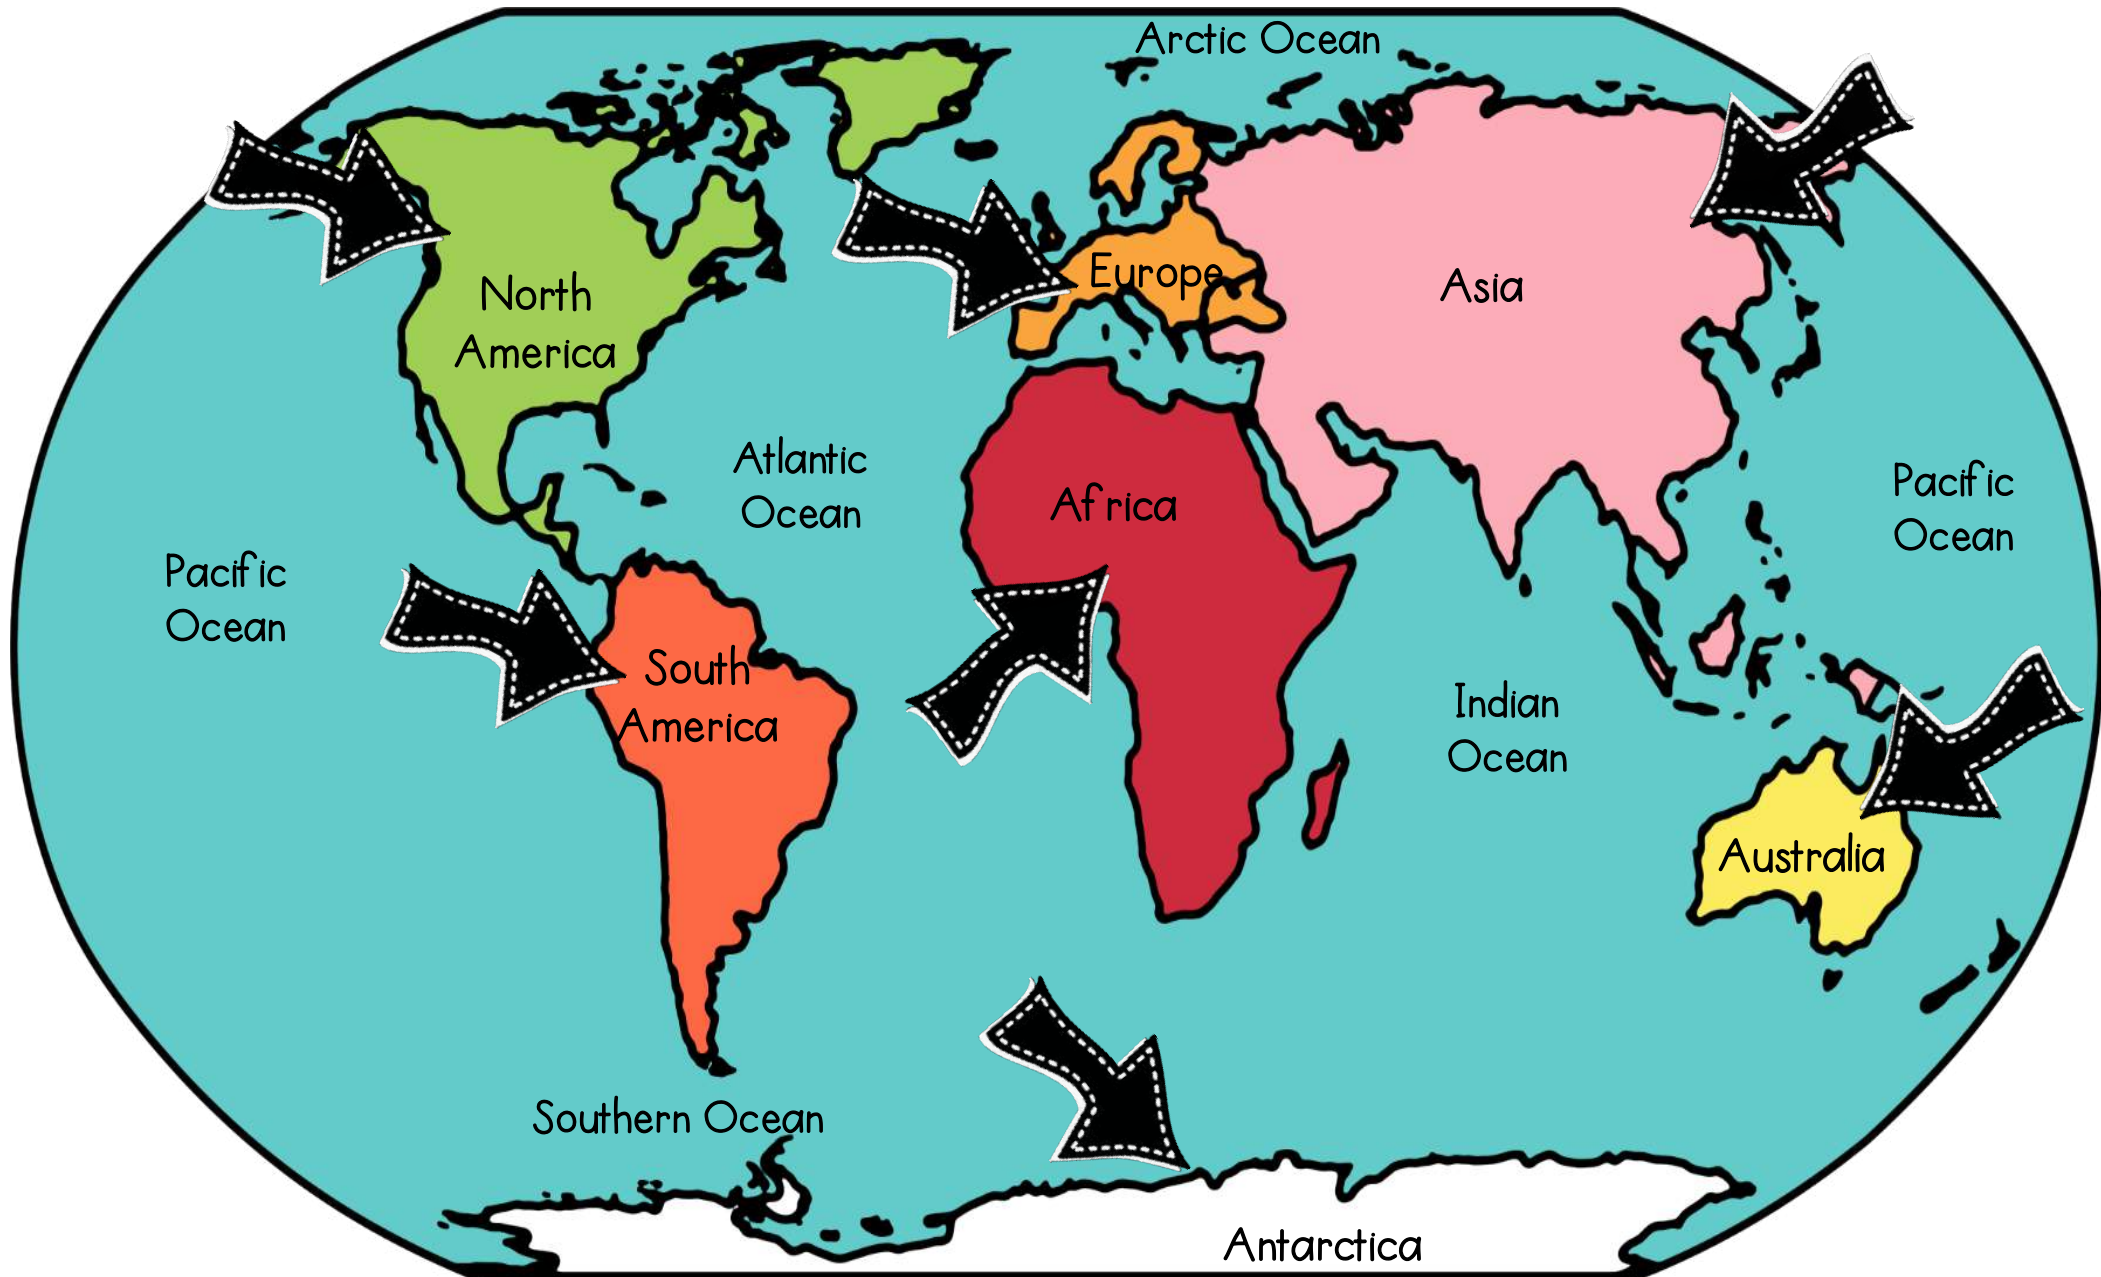 Arctic Ocean
North
America
Europe
Asia
Atlantic
Ocean
Africa
Pacific
Ocean
Pacific
Ocean
South
America
Indian
Ocean
Australia
Southern Ocean
Antarctica